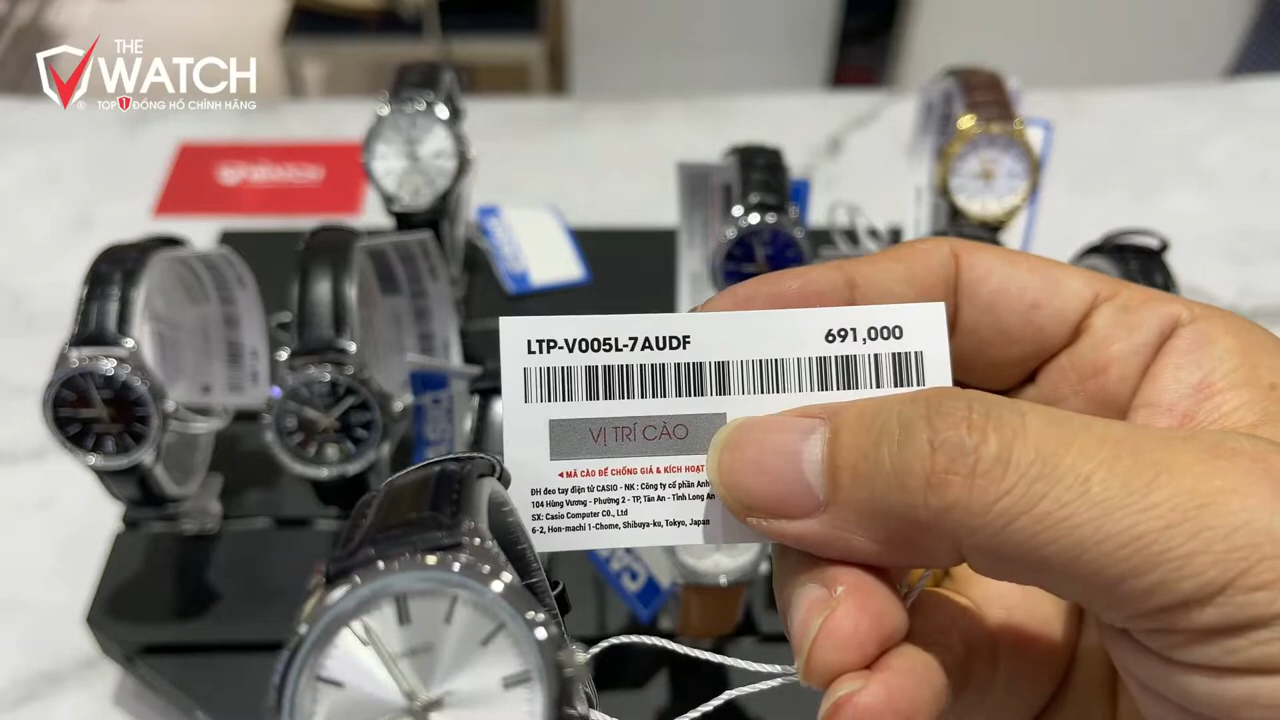 THE
WATCH
TOP 1 ĐỒNG HỒ CHÍNH HÃNG
LTP-V005L-7AUDF 691,000
VỊ TRÍ CÀO
MÃ CÀO ĐỂ CHỐNG GIẢ & KÍCH HOẠT
ĐH đeo tay điện tử CASIO - NK : Công ty cổ phần Anh
104 Hùng Vương - Phường 2 - TP, Tân An - Tỉnh Long An -
SX: Casio Computer CO., Ltd
6-2, Hon-machi 1-Chome, Shibuya-ku, Tokyo, Japan